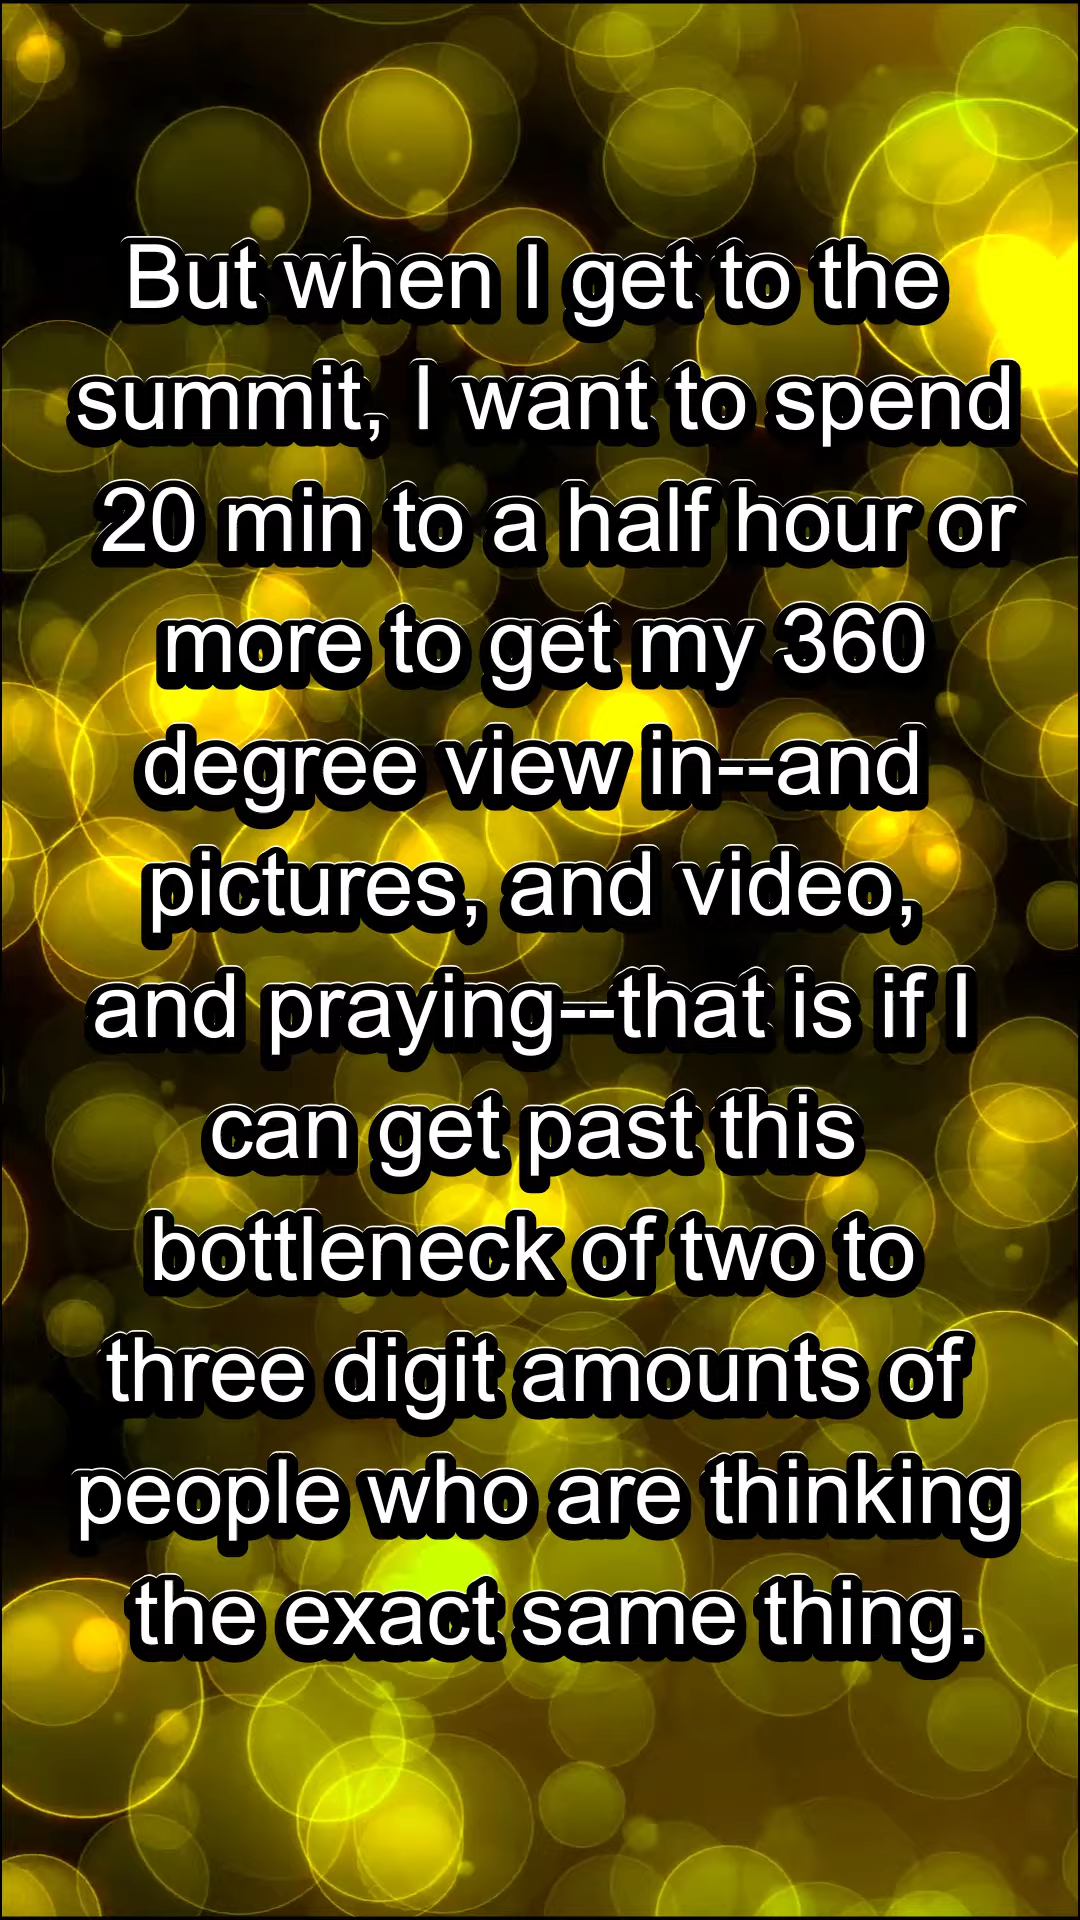 But when I get to the
summit, I want to spend
20 min to a half hour or
more to get my 360
degree view in--and
pictures, and video,
and praying--that is if I
can get past this
bottleneck of two to
three digit amounts of
people who are thinking
the exact same thing.